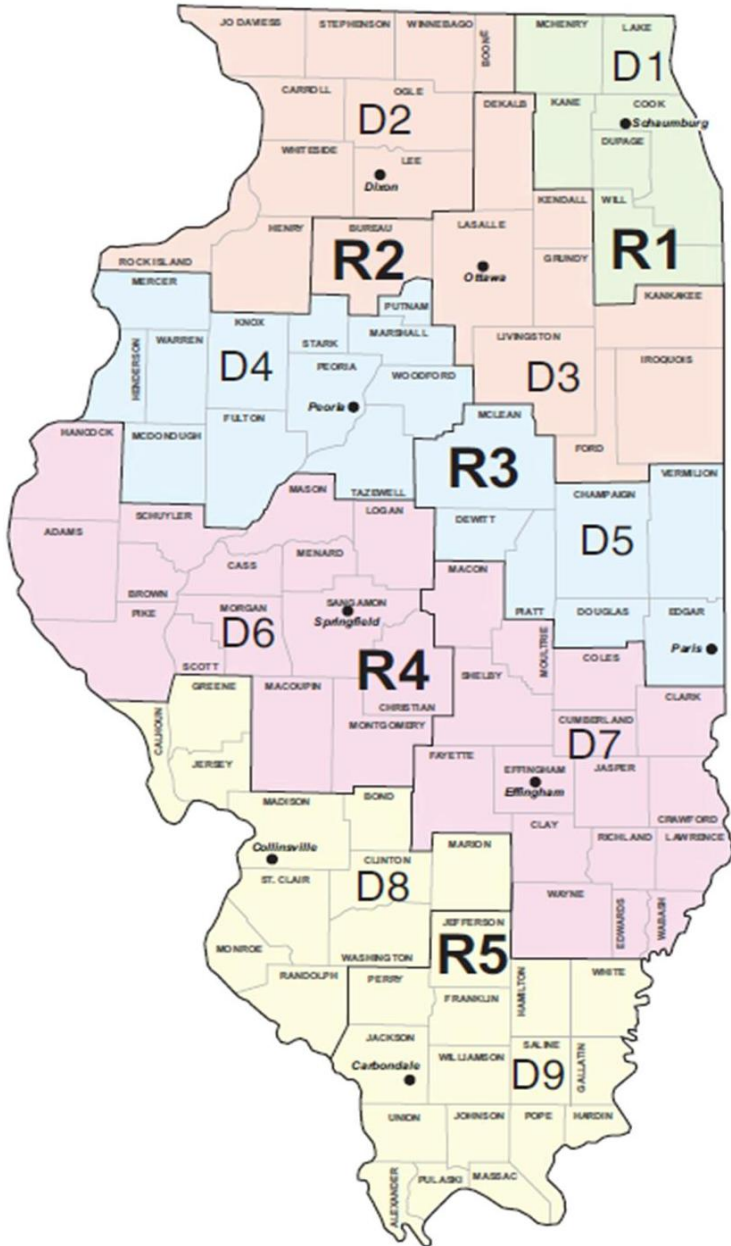 JO DAVIESS
STEPHENSON
WINNEBAGO
BOONE
MCHENRY
LAKE
D1
CARROLL
OGLE
D2
DEKALB
KANE
COOK
Schaumburg
DUPAGE
WHITESIDE
LEE
Dixon
KENDALL
WILL
HENRY
BUREAU
R2
LASALLE
R1
ROCK ISLAND
GRUNDY
Ottawa
MERCER
PUTNAM
KANKAKEE
KNOX
STARK
MARSHALL
LIVINGSTON
HENDERSON
WARREN
D4
PEORIA
WOODFORD
D3
IROQUOIS
Peoria
FULTON
MCLEAN
HANCOCK
MCDONOUGH
R3
FORD
VERMILION
MASON
TAZEWELL
CHAMPAIGN
ADAMS
SCHUYLER
LOGAN
DEWITT
D5
CASS
MENARD
MACON
BROWN
PIKE
MORGAN
SANGAMON
Springfield
PIATT
DOUGLAS
EDGAR
D6
Paris
SCOTT
R4
SHELBY
MOULTRIE
COLES
GREENE
MACOUPIN
CHRISTIAN
CLARK
CALHOUN
MONTGOMERY
CUMBERLAND
D7
JERSEY
FAYETTE
EFFINGHAM
Effingham
JASPER
MADISON
BOND
CRAWFORD
CLAY
RICHLAND
LAWRENCE
Collinsville
CLINTON
MARION
ST. CLAIR
D8
WAYNE
EDWARDS
WABASH
JEFFERSON
MONROE
WASHINGTON
R5
RANDOLPH
PERRY
HAMILTON
WHITE
FRANKLIN
JACKSON
SALINE
GALLATIN
Carbondale
WILLIAMSON
D9
UNION
JOHNSON
POPE
HARDIN
ALEXANDER
PULASKI
MASSAC